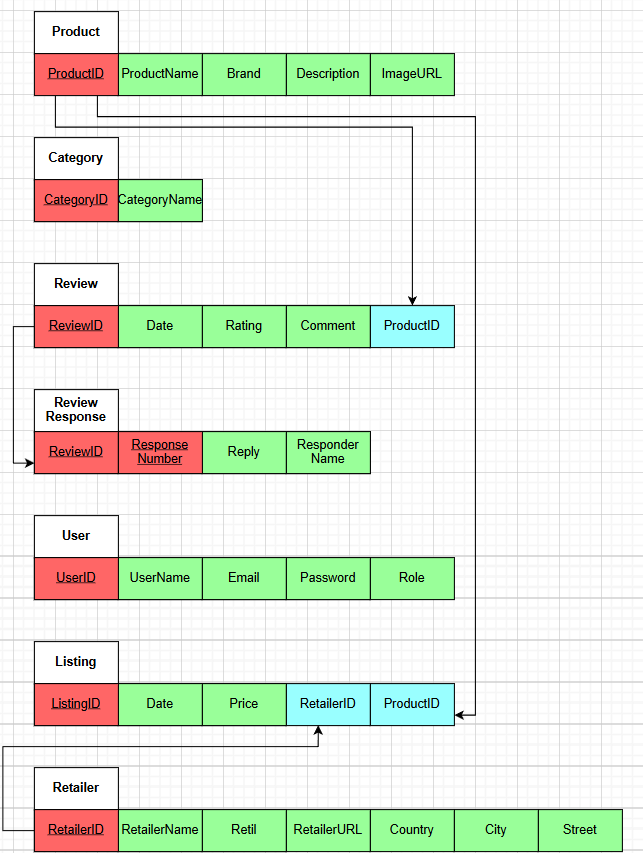 Product
ProductID ProductName Brand Description ImageURL
Category
CategoryID CategoryName
Review
ReviewID Date Rating Comment ProductID
Review
Response
ReviewID Response Number Reply Responder Name
User
UserID UserName Email Password Role
Listing
ListingID Date Price RetailerID ProductID
Retailer
RetailerID RetailerName Retil RetailerURL Country City Street